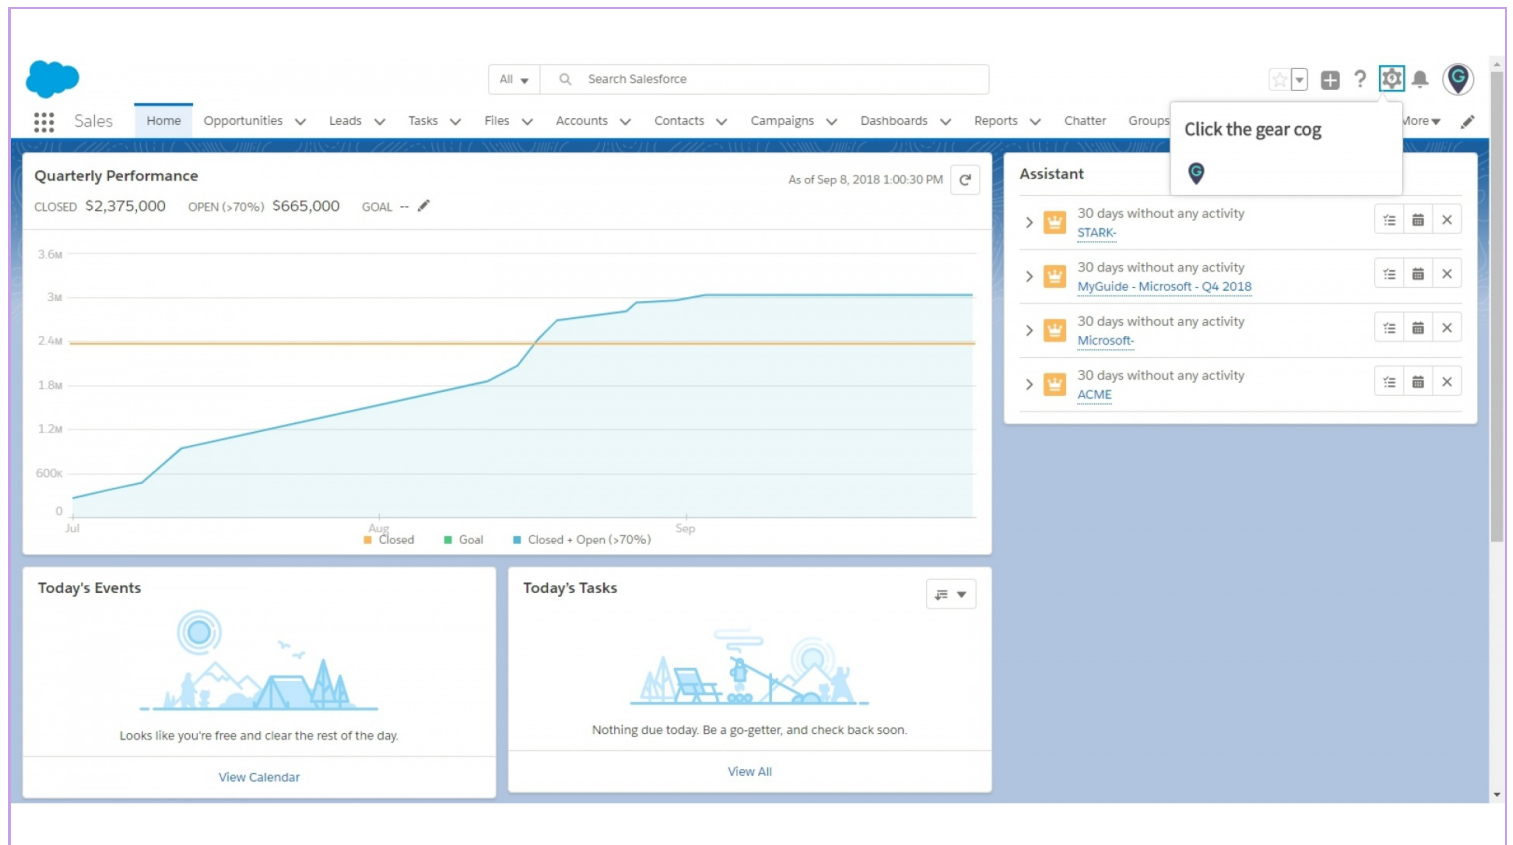 All
Search Salesforce
Sales
Home
Opportunities
Leads
Tasks
Files
Accounts
Contacts
Campaigns
Dashboards
Reports
Chatter
Groups
More
Click the gear cog
G
G
Quarterly Performance
As of Sep 8, 2018 1:00:30 PM
CLOSED $2,375,000 OPEN (>70%) $665,000 GOAL --
3.6M
3M
2.4M
1.8M
1.2M
600K
0
Jul
Aug
Sep
Closed
Goal
Closed + Open (>70%)
Assistant
30 days without any activity
STARK-
30 days without any activity
MyGuide - Microsoft - Q4 2018
30 days without any activity
Microsoft-
30 days without any activity
ACME
Today's Events
Looks like you're free and clear the rest of the day.
View Calendar
Today's Tasks
Nothing due today. Be a go-getter, and check back soon.
View All